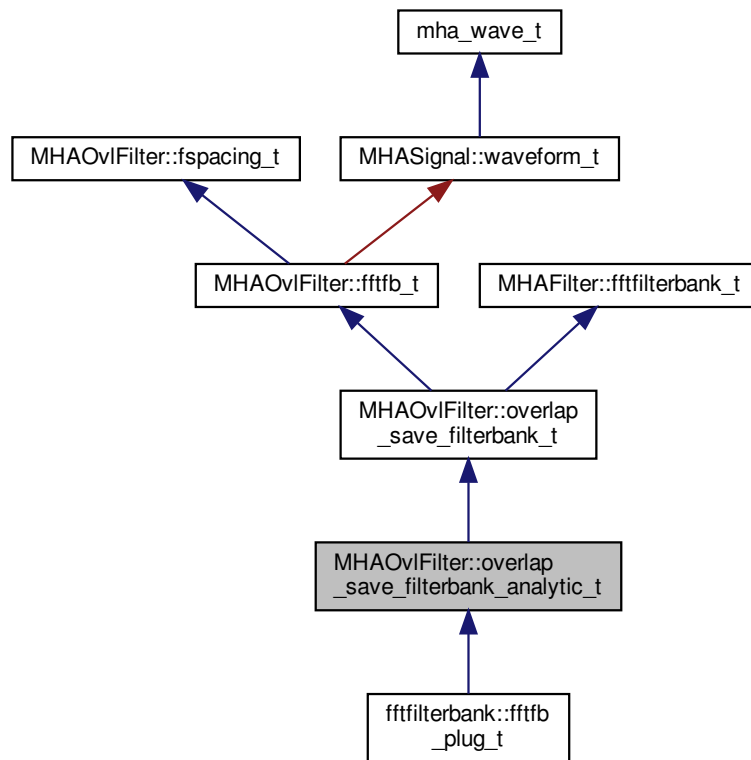 mha_wave_t
MHAOvlFilter::fspacing_t
MHASignal::waveform_t
MHAOvlFilter::fftfb_t
MHAFilter::fftfilterbank_t
MHAOvlFilter::overlap
_save_filterbank_t
MHAOvlFilter::overlap
_save_filterbank_analytic_t
fftfilterbank::fftfb
_plug_t